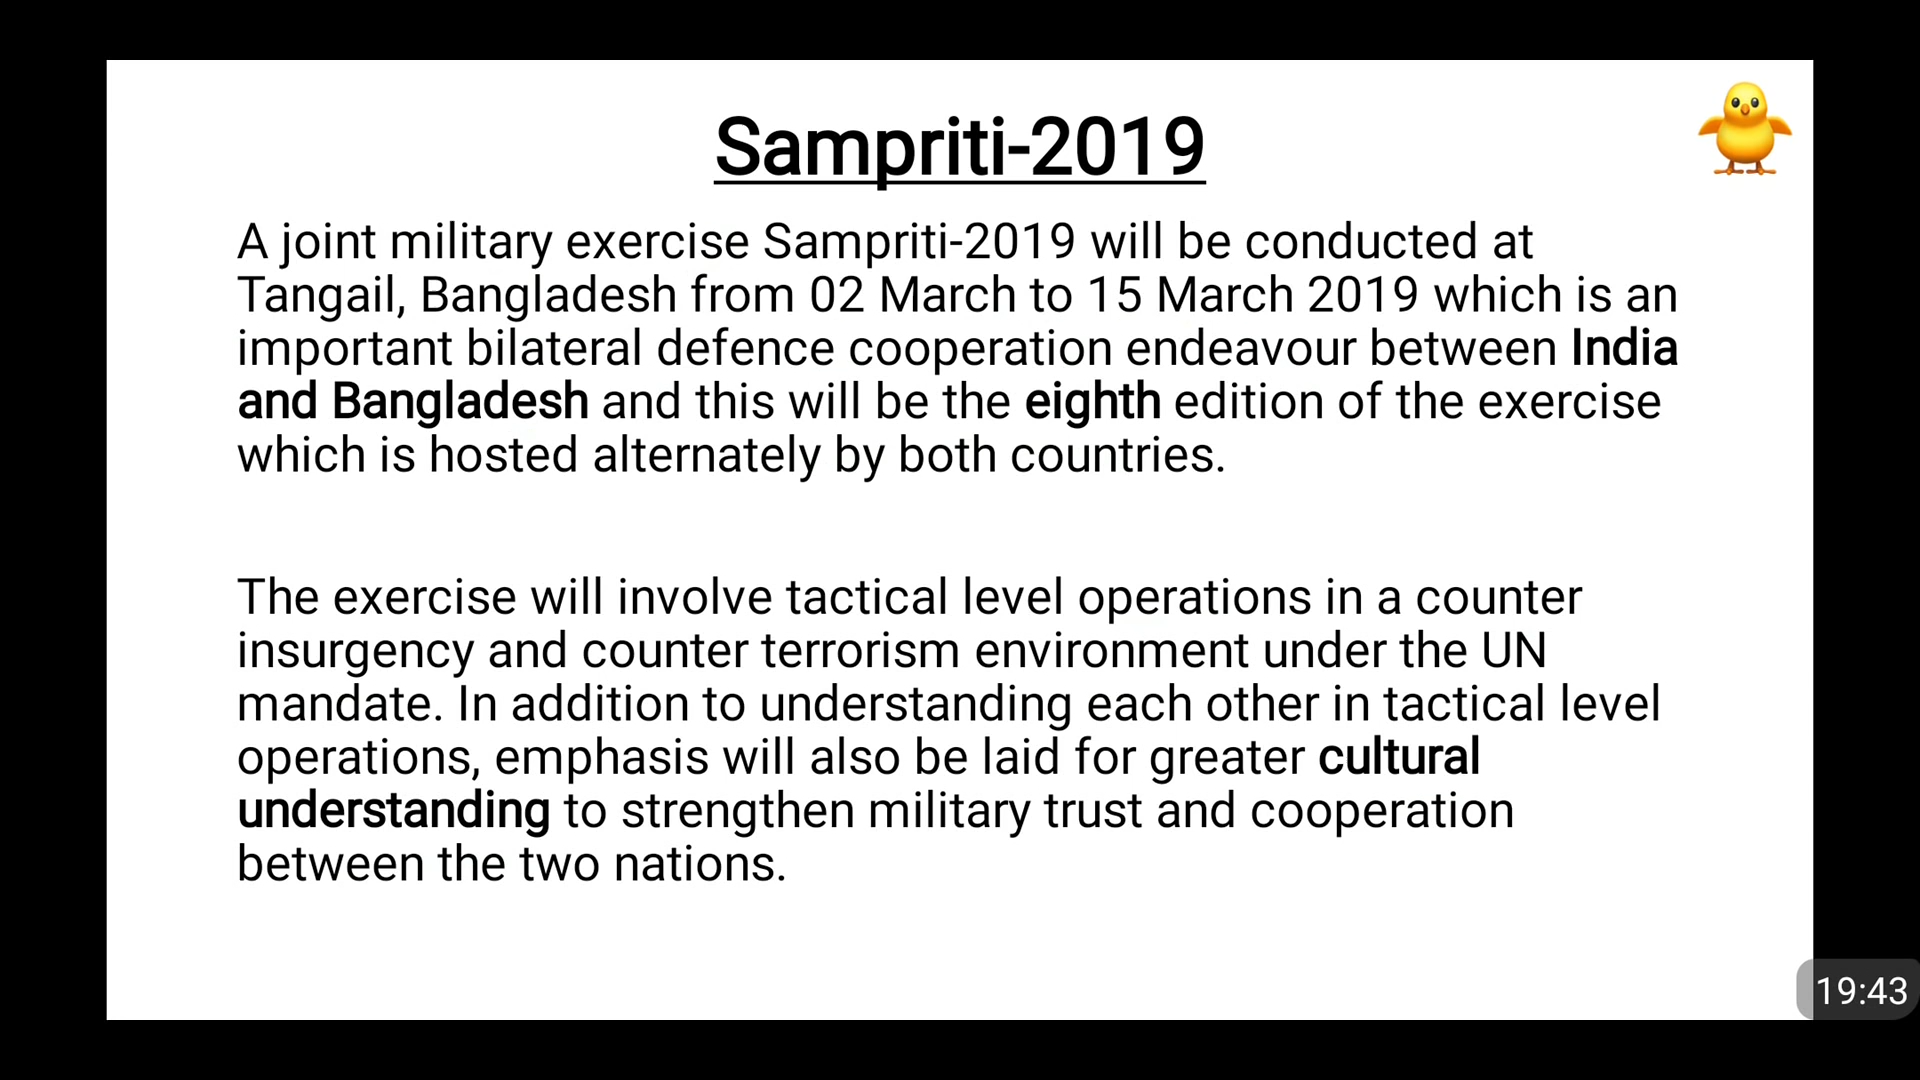 Sampriti-2019
A joint military exercise Sampriti-2019 will be conducted at
Tangail, Bangladesh from 02 March to 15 March 2019 which is an
important bilateral defence cooperation endeavour between India
and Bangladesh and this will be the eighth edition of the exercise
which is hosted alternately by both countries.
The exercise will involve tactical level operations in a counter
insurgency and counter terrorism environment under the UN
mandate. In addition to understanding each other in tactical level
operations, emphasis will also be laid for greater cultural
understanding to strengthen military trust and cooperation
between the two nations.
19:43